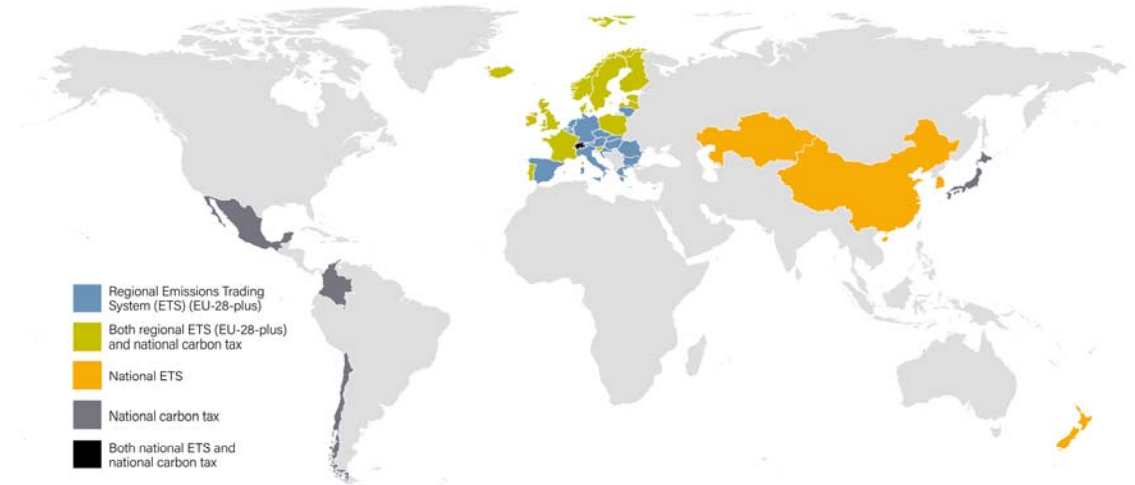 Regional Emissions Trading
System (ETS) (EU-28-plus)
Both regional ETS (EU-28-plus)
and national carbon tax
National ETS
National carbon tax
Both national ETS and
national carbon tax